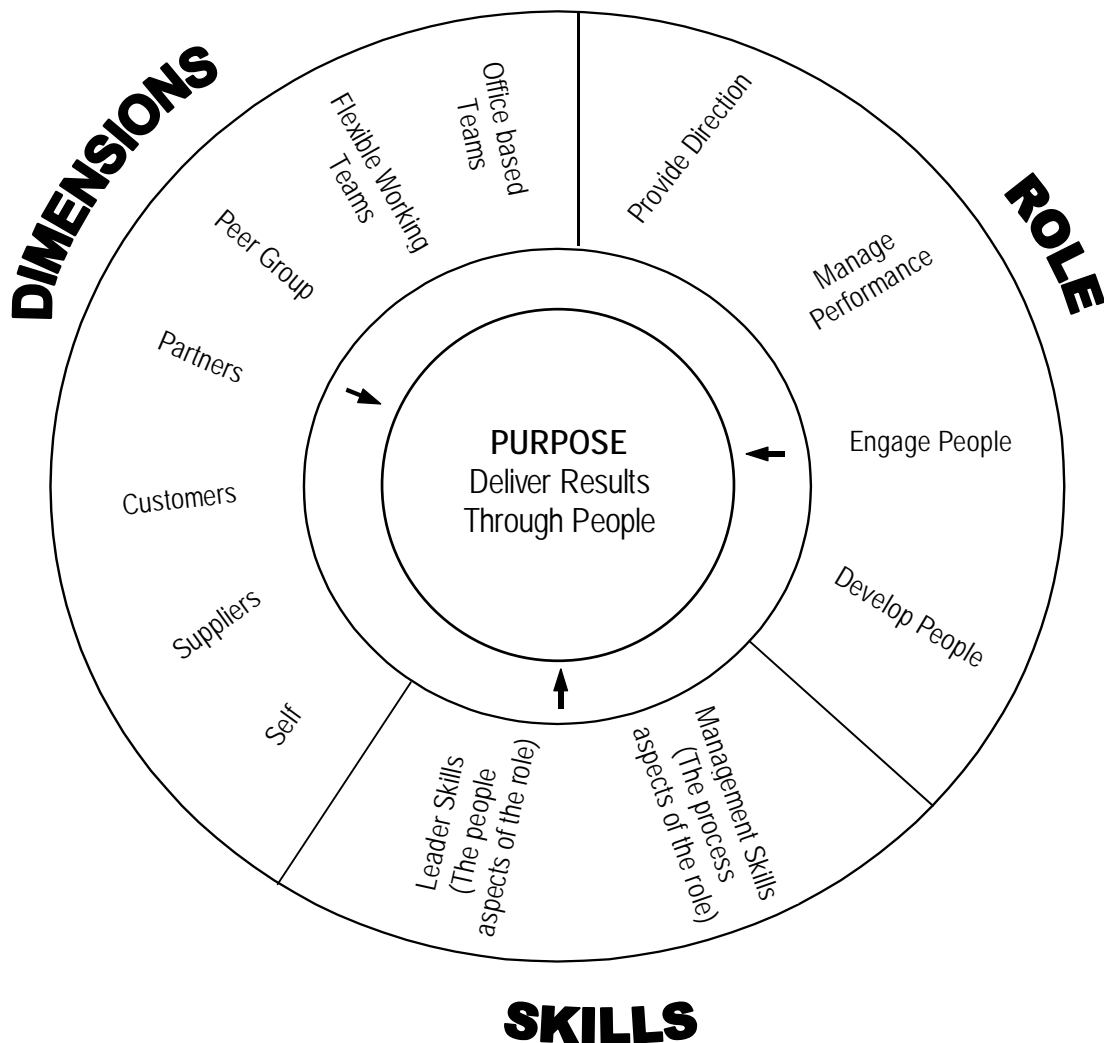 DIMENSIONS
Office based
Teams
Flexible Working
Teams
Peer Group
Partners
Customers
Suppliers
Self
ROLE
Provide Direction
Manage
Performance
Engage People
Develop People
PURPOSE
Deliver Results
Through People
Leader Skills
(The people
aspects of the role)
Management Skills
(The process
aspects of the role)
SKILLS